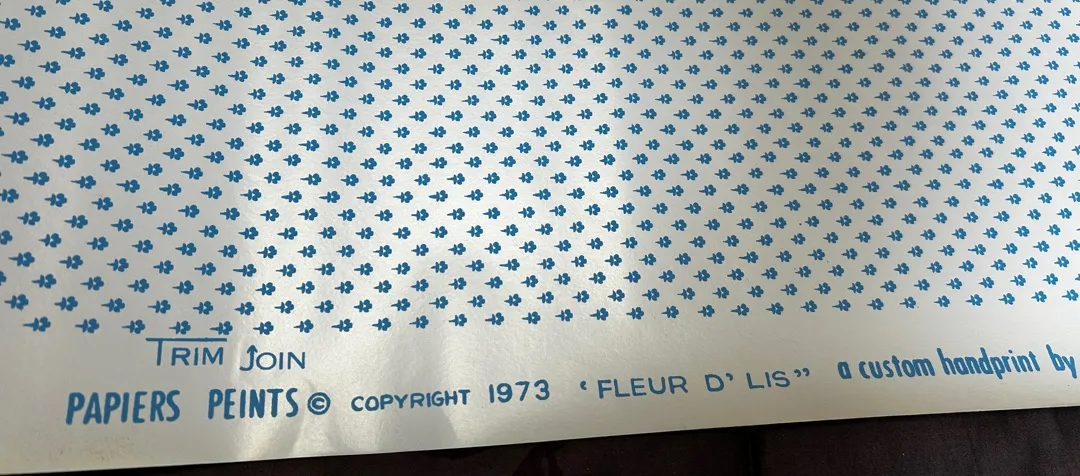 TRIM JOIN
PAPIERS PEINTS © COPYRIGHT 1973 ‘FLEUR D’ LIS” a custom handprint by